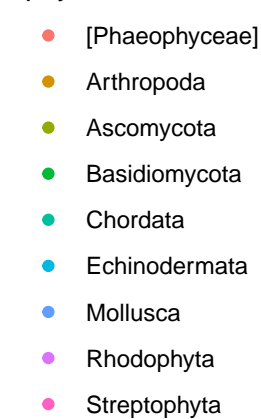 [Phaeophyceae]
Arthropoda
Ascomycota
Basidiomycota
Chordata
Echinodermata
Mollusca
Rhodophyta
Streptophyta